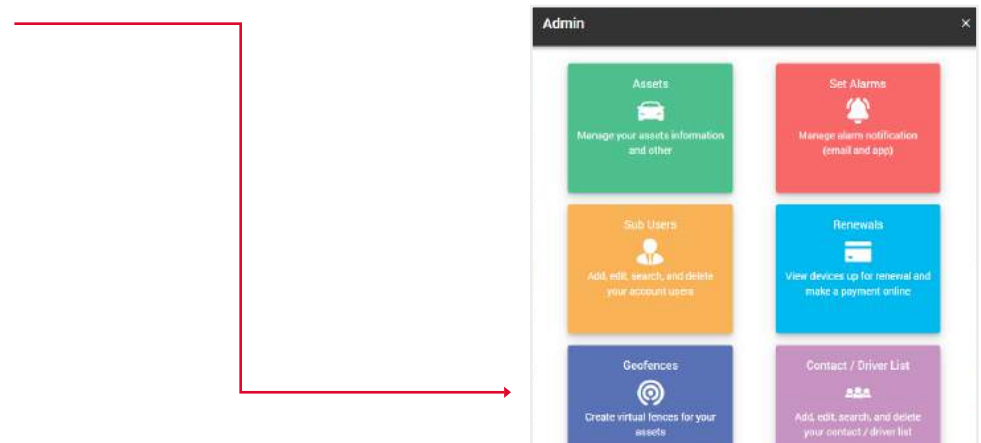 Admin
Assets
Manage your assets information
and other
Set Alarms
Manage alarm notification
(email and app)
Sub Users
Add, edit, search, and delete
your account users
Renewals
View devices up for renewal and
make a payment online
Geofences
Create virtual fences for your
assets
Contact / Driver List
Add, edit, search, and delete
your contact / driver list